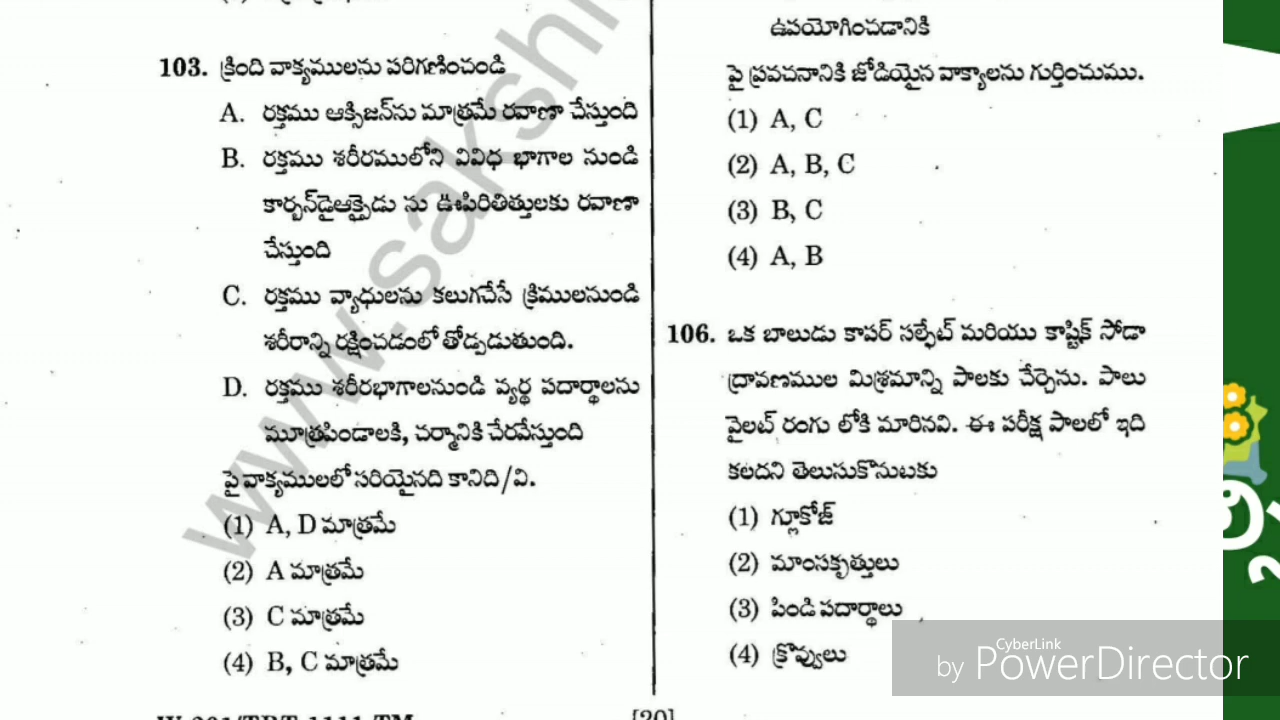 103. క్రింది వాక్యములను పరిగణించండి
A. రక్తము ఆక్సిజన్‌ను మాత్రమే రవాణా చేస్తుంది
B. రక్తము శరీరములోని వివిధ భాగాల నుండి
కార్బన్‌డైఆక్సైడు ను ఊపిరితిత్తులకు రవాణా
చేస్తుంది
C. రక్తము వ్యాధులను కలుగచేసే క్రిములనుండి
శరీరాన్ని రక్షించడంలో తోడ్పడుతుంది.
D. రక్తము శరీరభాగాలనుండి వ్యర్థ పదార్థాలను
మూత్రపిండాలకి, చర్మానికి చేరవేస్తుంది
పై వాక్యములలో సరియైనది కానిది/వి.
(1) A, D మాత్రమే
(2) A మాత్రమే
(3) C మాత్రమే
(4) B, C మాత్రమే
ఉపయోగించడానికి
పై ప్రవచనానికి జోడియైన వాక్యాలను గుర్తించుము.
(1) A, C
(2) A, B, C
(3) B, C
(4) A, B
106. ఒక బాలుడు కాపర్ సల్ఫేట్ మరియు కాష్టిక్ సోడా
ద్రావణముల మిశ్రమాన్ని పాలకు చేర్చెను. పాలు
వైలట్ రంగు లోకి మారినవి. ఈ పరీక్ష పాలలో ఇది
కలదని తెలుసుకొనుటకు
(1) గ్లూకోజ్
(2) మాంసకృత్తులు
(3) పిండి పదార్థాలు
(4) క్రొవ్వులు
[20]
www.sakshi
CyberLink
by PowerDirector